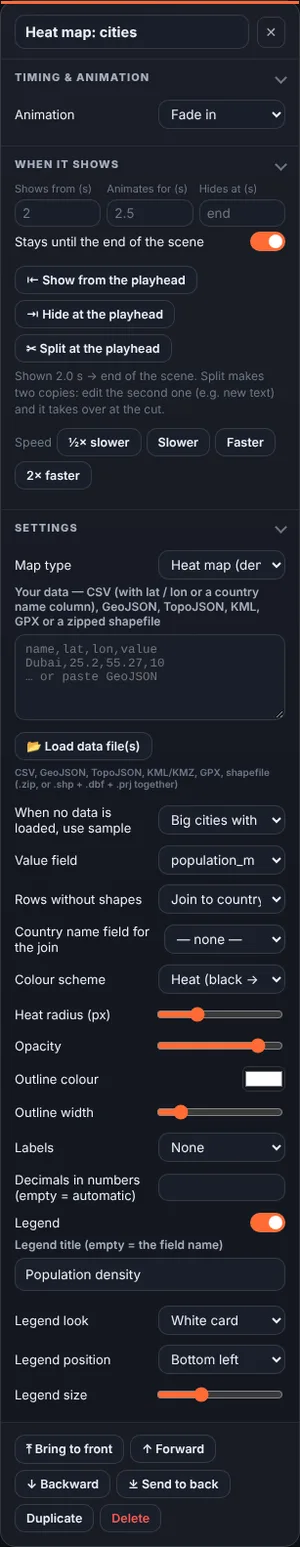 Heat map: cities
✕
TIMING & ANIMATION
Animation
Fade in
WHEN IT SHOWS
Shows from (s)
Animates for (s)
Hides at (s)
2
2.5
end
Stays until the end of the scene
⇤ Show from the playhead
⇥ Hide at the playhead
✂ Split at the playhead
Shown 2.0 s → end of the scene. Split makes
two copies: edit the second one (e.g. new text)
and it takes over at the cut.
Speed
½× slower
Slower
Faster
2× faster
SETTINGS
Map type
Heat map (den
Your data — CSV (with lat / lon or a country
name column), GeoJSON, TopoJSON, KML,
GPX or a zipped shapefile
name,lat,lon,value
Dubai,25.2,55.27,10
… or paste GeoJSON
📂 Load data file(s)
CSV, GeoJSON, TopoJSON, KML/KMZ, GPX, shapefile
(.zip, or .shp + .dbf + .prj together)
When no data is
loaded, use sample
Big cities with
Value field
population_m
Rows without shapes
Join to country
Country name field for
the join
— none —
Colour scheme
Heat (black →
Heat radius (px)
Opacity
Outline colour
Outline width
Labels
None
Decimals in numbers
(empty = automatic)
Legend
Legend title (empty = the field name)
Population density
Legend look
White card
Legend position
Bottom left
Legend size
⤒ Bring to front
↑ Forward
↓ Backward
⤓ Send to back
Duplicate
Delete